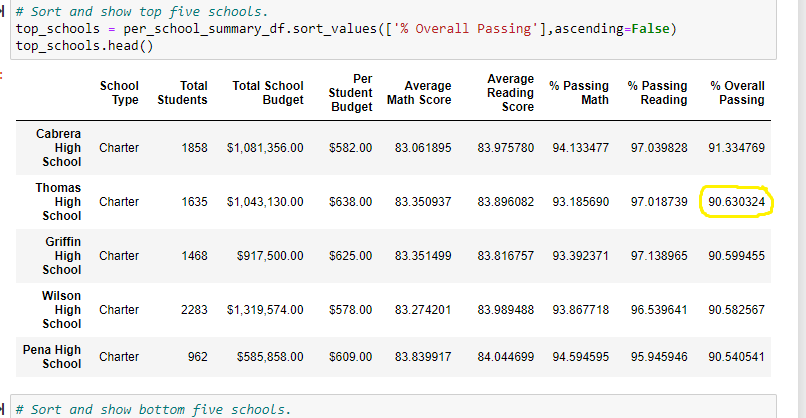 # Sort and show top five schools.
top_schools = per_school_summary_df.sort_values(['% Overall Passing'],ascending=False)
top_schools.head()
School Type Total Students Total School Budget Per Student Budget Average Math Score Average Reading Score % Passing Math % Passing Reading % Overall Passing
Cabrera High School Charter 1858 $1,081,356.00 $582.00 83.061895 83.975780 94.133477 97.039828 91.334769
Thomas High School Charter 1635 $1,043,130.00 $638.00 83.350937 83.896082 93.185690 97.018739 90.630324
Griffin High School Charter 1468 $917,500.00 $625.00 83.351499 83.816757 93.392371 97.138965 90.599455
Wilson High School Charter 2283 $1,319,574.00 $578.00 83.274201 83.989488 93.867718 96.539641 90.582567
Pena High School Charter 962 $585,858.00 $609.00 83.839917 84.044699 94.594595 95.945946 90.540541
# Sort and show bottom five schools.